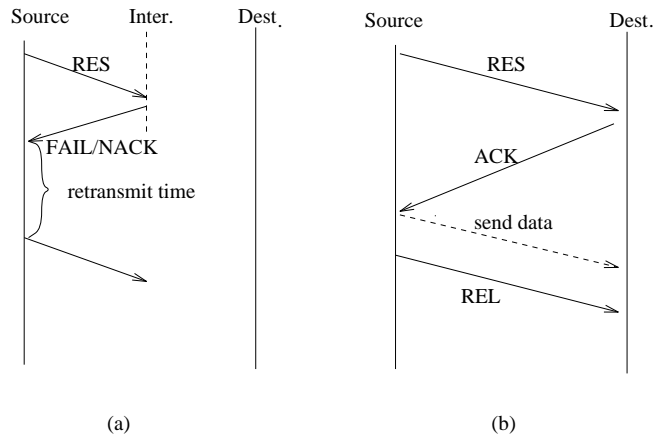 Source Inter. Dest.
RES
FAIL/NACK
retransmit time
(a)
Source Dest.
RES
ACK
send data
REL
(b)